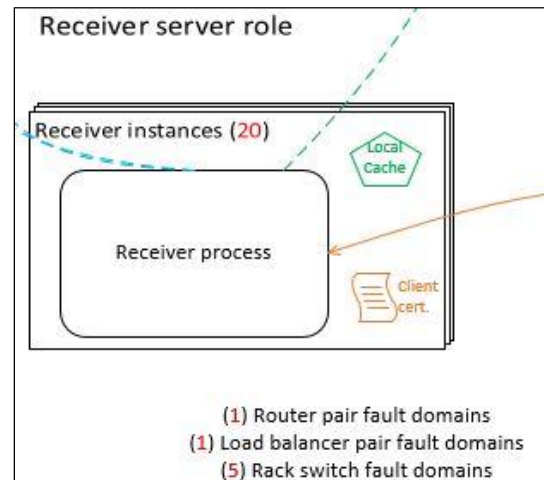 Receiver server role
Receiver instances (20)
Local
Cache
Receiver process
Client
cert.
(1) Router pair fault domains
(1) Load balancer pair fault domains
(5) Rack switch fault domains